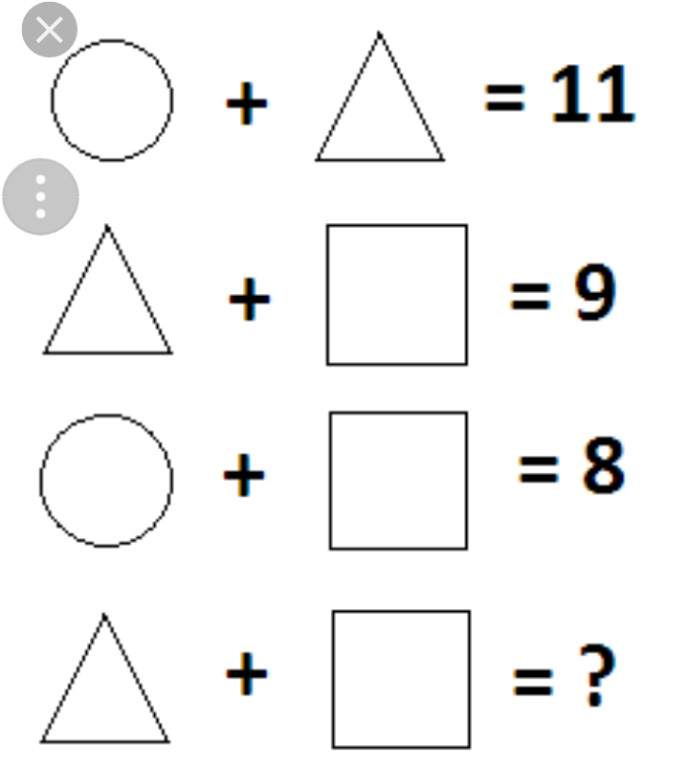 + = 11
+ = 9
+ = 8
+ = ?